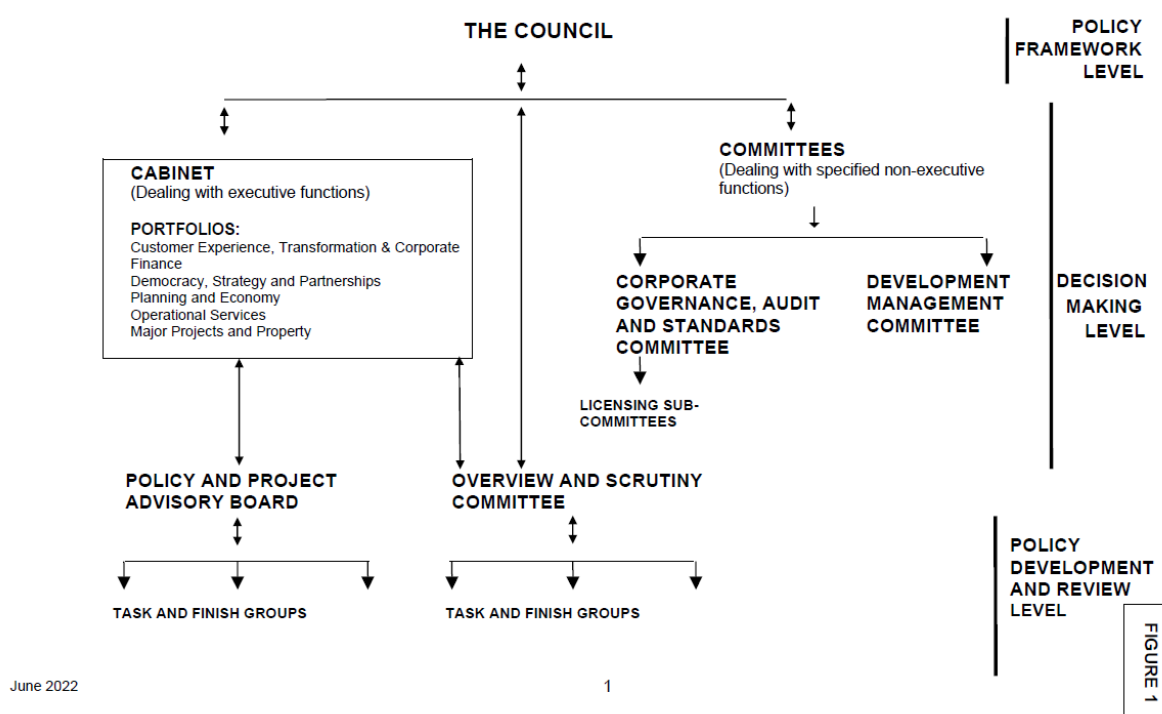 THE COUNCIL
POLICY
FRAMEWORK
LEVEL
CABINET
(Dealing with executive functions)
PORTFOLIOS:
Customer Experience, Transformation & Corporate
Finance
Democracy, Strategy and Partnerships
Planning and Economy
Operational Services
Major Projects and Property
COMMITTEES
(Dealing with specified non-executive
functions)
CORPORATE
GOVERNANCE, AUDIT
AND STANDARDS
COMMITTEE
DEVELOPMENT
MANAGEMENT
COMMITTEE
DECISION
MAKING
LEVEL
LICENSING SUB-
COMMITTEES
POLICY AND PROJECT
ADVISORY BOARD
OVERVIEW AND SCRUTINY
COMMITTEE
POLICY
DEVELOPMENT
AND REVIEW
LEVEL
TASK AND FINISH GROUPS
TASK AND FINISH GROUPS
FIGURE 1
June 2022
1